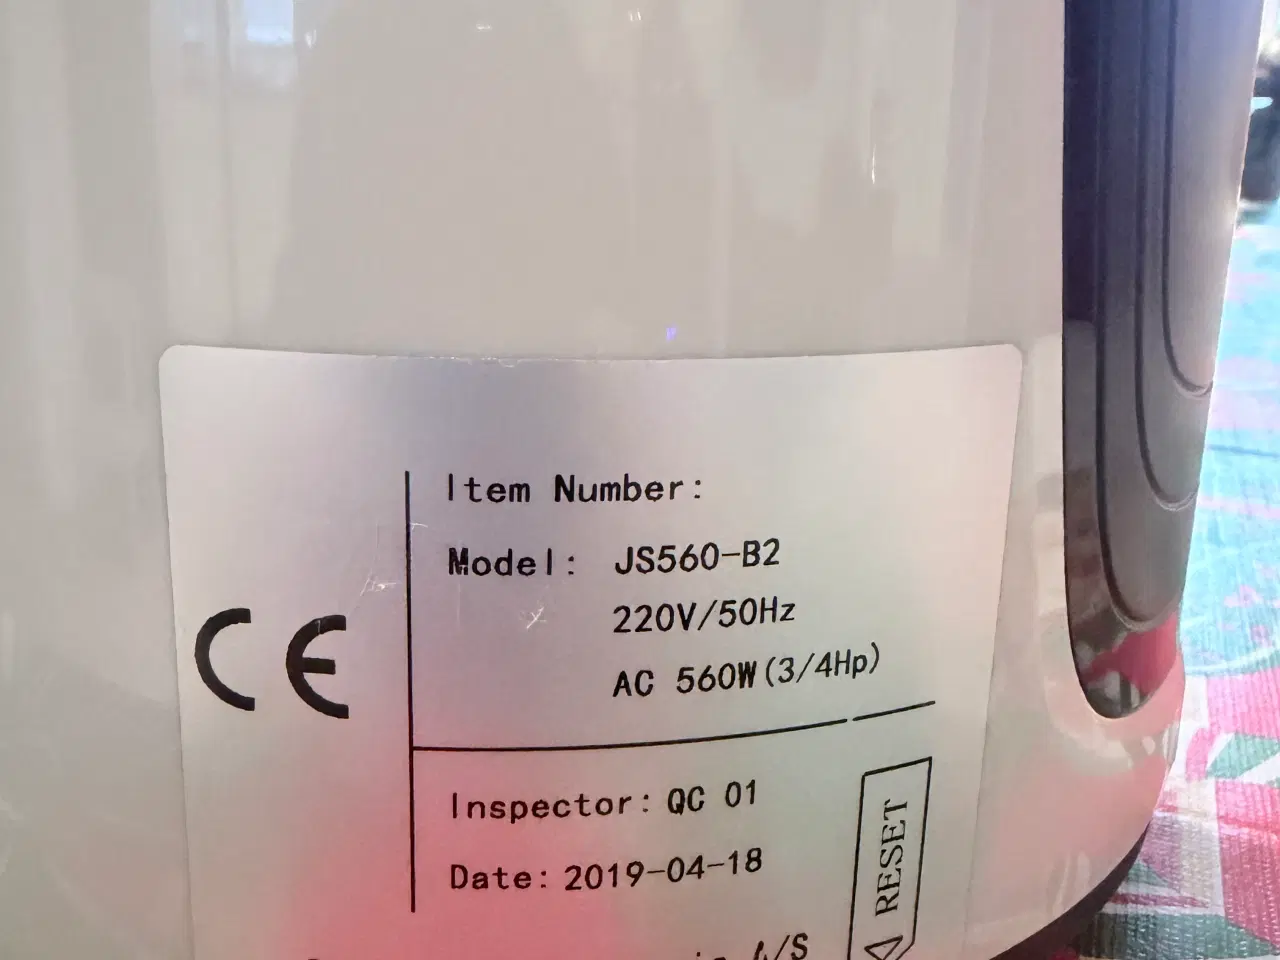 CE
Item Number:
Model: JS560-B2
220V/50Hz
AC 560W(3/4Hp)
Inspector: QC 01
Date: 2019-04-18
RESET
A/S